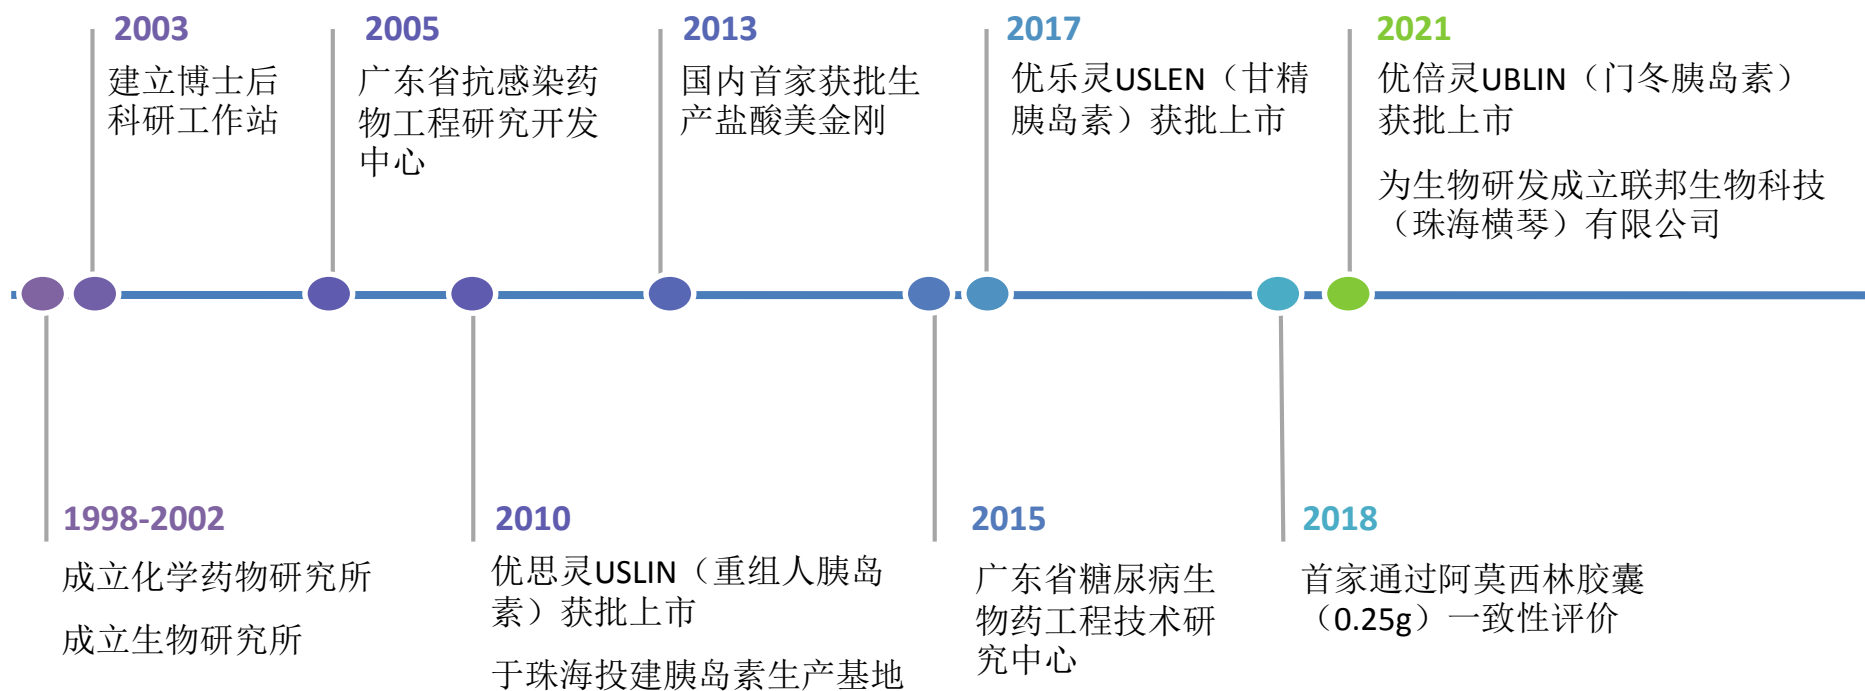 2003
建立博士后
科研工作站
2005
广东省抗感染药
物工程研究开发
中心
2013
国内首家获批生
产盐酸美金刚
2017
优乐灵USLEN（甘精
胰岛素）获批上市
2021
优倍灵UBLIN（门冬胰岛素）
获批上市
为生物研发成立联邦生物科技
（珠海横琴）有限公司
1998-2002
成立化学药物研究所
成立生物研究所
2010
优思灵USLIN（重组人胰岛
素）获批上市
于珠海投建胰岛素生产基地
2015
广东省糖尿病生
物药工程技术研
究中心
2018
首家通过阿莫西林胶囊
（0.25g）一致性评价